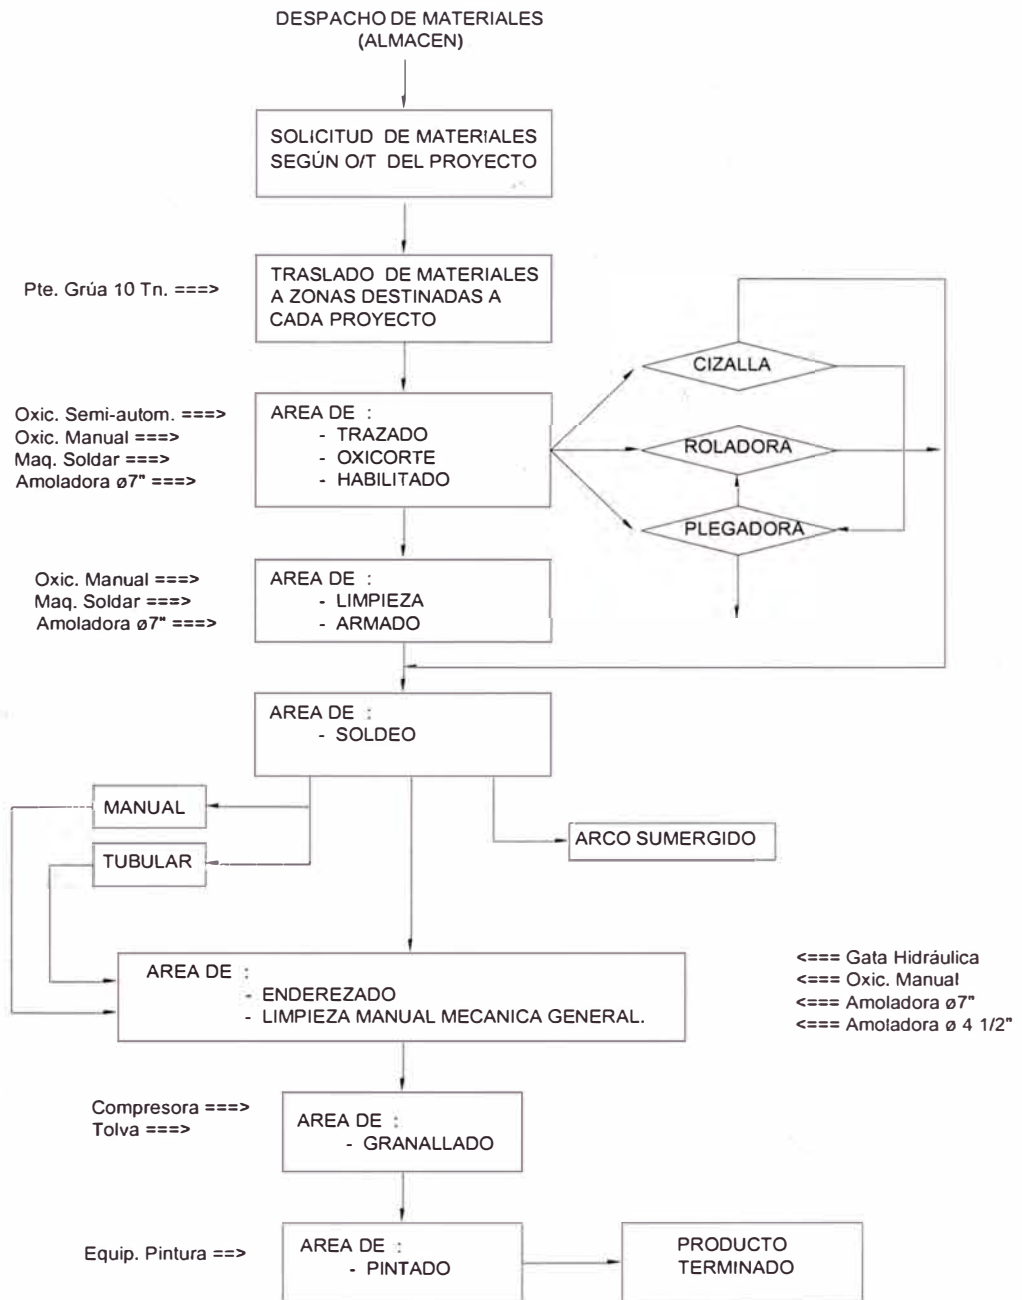 DESPACHO DE MATERIALES
(ALMACEN)
SOLICITUD DE MATERIALES
SEGÚN O/T DEL PROYECTO
Pte. Grúa 10 Tn. ===>
TRASLADO DE MATERIALES
A ZONAS DESTINADAS A
CADA PROYECTO
Oxic. Semi-autom. ===>
Oxic. Manual ===>
Maq. Soldar ===>
Amoladora ø7" ===>
AREA DE :
- TRAZADO
- OXICORTE
- HABILITADO
CIZALLA
ROLADORA
PLEGADORA
Oxic. Manual ===>
Maq. Soldar ===>
Amoladora ø7" ===>
AREA DE :
- LIMPIEZA
- ARMADO
AREA DE :
- SOLDEO
MANUAL
TUBULAR
ARCO SUMERGIDO
AREA DE :
- ENDEREZADO
- LIMPIEZA MANUAL MECANICA GENERAL.
<=== Gata Hidráulica
<=== Oxic. Manual
<=== Amoladora ø7"
<=== Amoladora ø 4 1/2"
Compresora ===>
Tolva ===>
AREA DE :
- GRANALLADO
Equip. Pintura ==>
AREA DE :
- PINTADO
PRODUCTO
TERMINADO